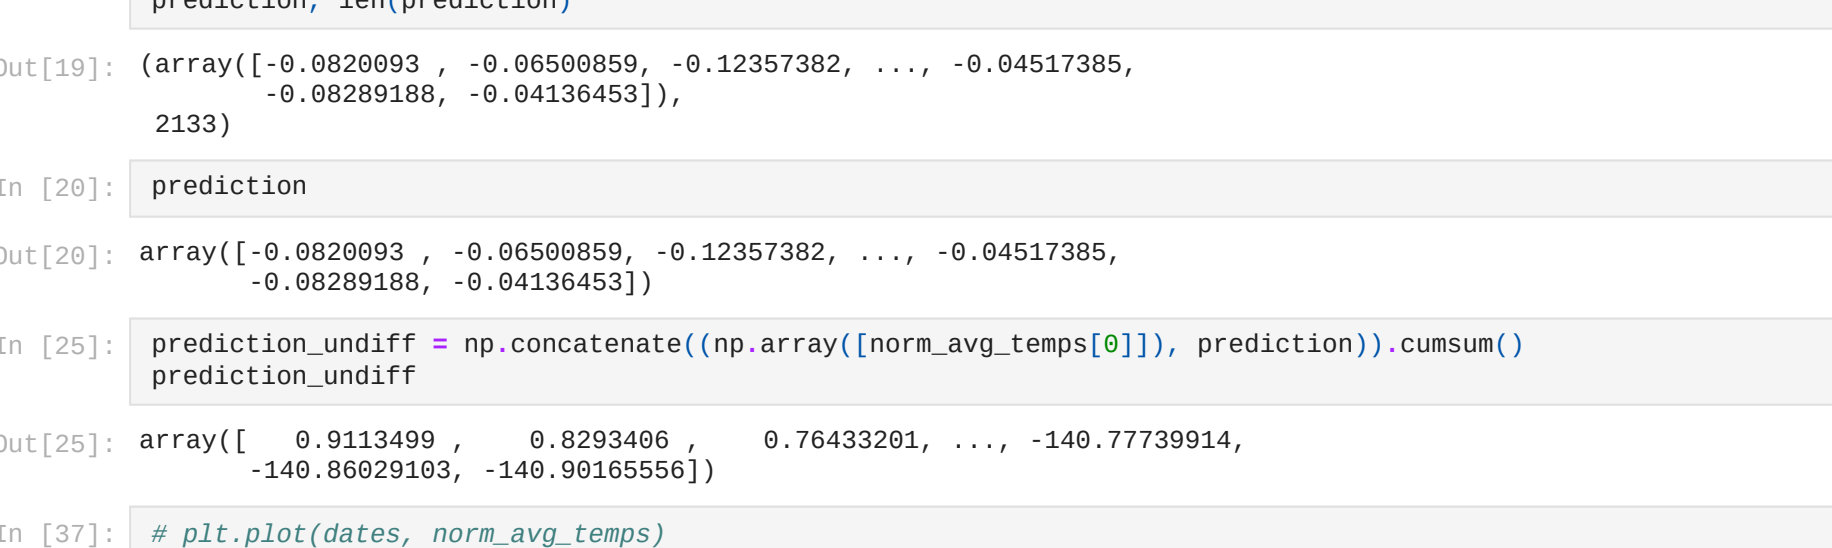 prediction, len(prediction)
Out[19]: (array([-0.0820093 , -0.06500859, -0.12357382, ..., -0.04517385,
-0.08289188, -0.04136453]),
2133)
In [20]: prediction
Out[20]: array([-0.0820093 , -0.06500859, -0.12357382, ..., -0.04517385,
-0.08289188, -0.04136453])
In [25]: prediction_undiff = np.concatenate((np.array([norm_avg_temps[0]]), prediction)).cumsum()
prediction_undiff
Out[25]: array([   0.9113499 ,    0.8293406 ,    0.76433201, ..., -140.77739914,
-140.86029103, -140.90165556])
In [37]: # plt.plot(dates, norm_avg_temps)